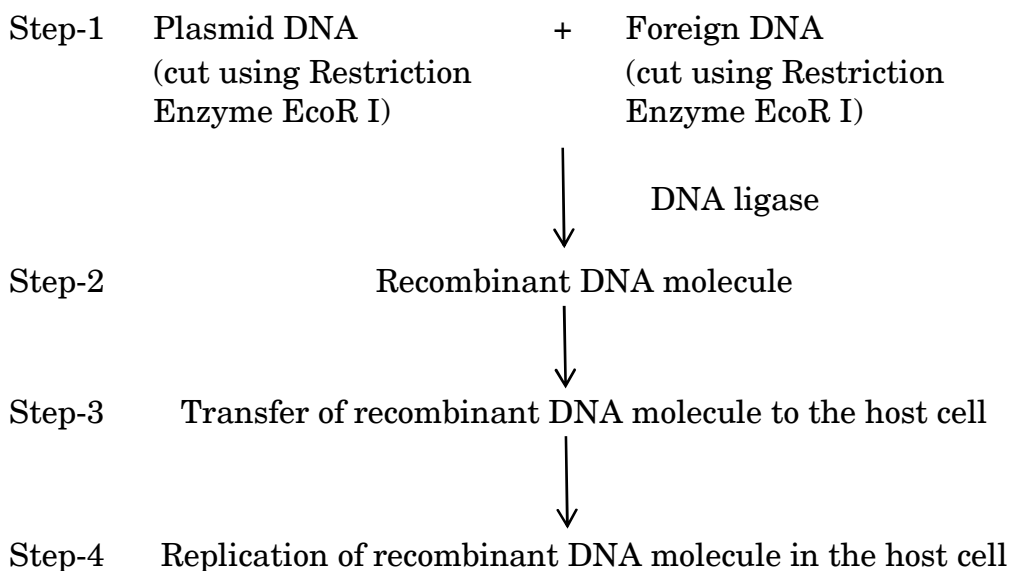 Step-1 Plasmid DNA + Foreign DNA
(cut using Restriction (cut using Restriction
Enzyme EcoR I) Enzyme EcoR I)
DNA ligase
Step-2 Recombinant DNA molecule
Step-3 Transfer of recombinant DNA molecule to the host cell
Step-4 Replication of recombinant DNA molecule in the host cell